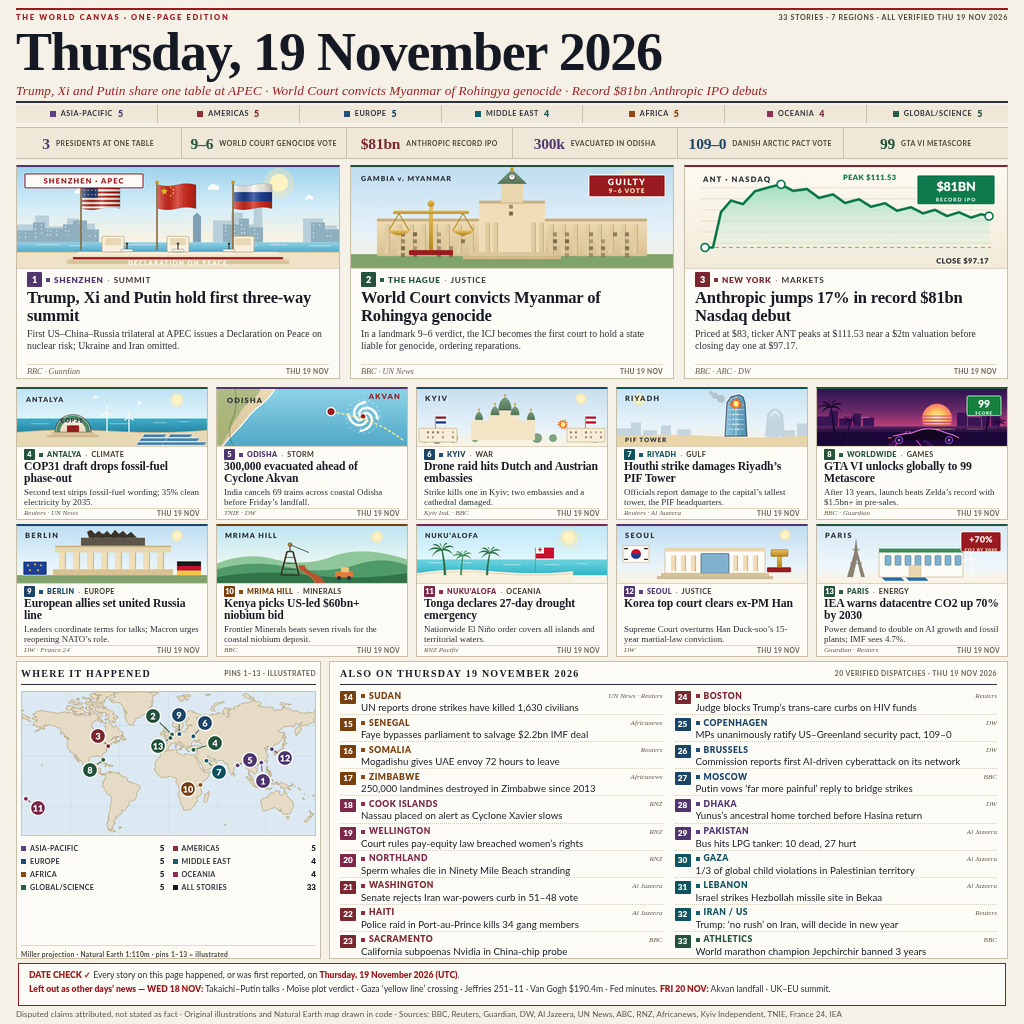 THE WORLD CANVAS · ONE-PAGE EDITION
33 STORIES · 7 REGIONS · ALL VERIFIED THU 19 NOV 2026
Thursday, 19 November 2026
Trump, Xi and Putin share one table at APEC · World Court convicts Myanmar of Rohingya genocide · Record $81bn Anthropic IPO debuts
ASIA-PACIFIC 5
AMERICAS 5
EUROPE 5
MIDDLE EAST 4
AFRICA 5
OCEANIA 4
GLOBAL/SCIENCE 5
3 PRESIDENTS AT ONE TABLE
9–6 WORLD COURT GENOCIDE VOTE
$81bn ANTHROPIC RECORD IPO
300k EVACUATED IN ODISHA
109–0 DANISH ARCTIC PACT VOTE
99 GTA VI METASCORE
SHENZHEN · APEC
DECLARATION ON PEACE
1 SHENZHEN · SUMMIT
Trump, Xi and Putin hold first three-way
summit
First US–China–Russia trilateral at APEC issues a Declaration on Peace on
nuclear risk; Ukraine and Iran omitted.
BBC · Guardian
THU 19 NOV
GAMBIA v. MYANMAR
GUILTY
9–6 VOTE
2 THE HAGUE · JUSTICE
World Court convicts Myanmar of
Rohingya genocide
In a landmark 9–6 verdict, the ICJ becomes the first court to hold a state
liable for genocide, ordering reparations.
BBC · UN News
THU 19 NOV
ANT · NASDAQ
PEAK $111.53
$81BN
RECORD IPO
CLOSE $97.17
3 NEW YORK · MARKETS
Anthropic jumps 17% in record $81bn
Nasdaq debut
Priced at $83, ticker ANT peaks at $111.53 near a $2tn valuation before
closing day one at $97.17.
BBC · ABC · DW
THU 19 NOV
ANTALYA
COP31
4 ANTALYA · CLIMATE
COP31 draft drops fossil-fuel
phase-out
Second text strips fossil-fuel wording; 35% clean
electricity by 2035.
Reuters · UN News
THU 19 NOV
ODISHA
AKVAN
5 ODISHA · STORM
300,000 evacuated ahead of
Cyclone Akvan
India cancels 69 trains across coastal Odisha
before Friday's landfall.
TNIE · DW
THU 19 NOV
KYIV
6 KYIV · WAR
Drone raid hits Dutch and Austrian
embassies
Strike kills one in Kyiv; two embassies and a
cathedral damaged.
Kyiv Ind. · BBC
THU 19 NOV
RIYADH
PIF TOWER
7 RIYADH · GULF
Houthi strike damages Riyadh's
PIF Tower
Officials report damage to the capital's tallest
tower, the PIF headquarters.
Reuters · Al Jazeera
THU 19 NOV
99
SCORE
8 WORLDWIDE · GAMES
GTA VI unlocks globally to 99
Metascore
After 13 years, launch beats Zelda's record with
$1.5bn+ in pre-sales.
BBC · Guardian
THU 19 NOV
BERLIN
9 BERLIN · EUROPE
European allies set united Russia
line
Leaders coordinate terms for talks; Macron urges
reopening NATO's role.
DW · France 24
THU 19 NOV
MRIMA HILL
10 MRIMA HILL · MINERALS
Kenya picks US-led $60bn+
niobium bid
Frontier Minerals beats seven rivals for the
coastal niobium deposit.
BBC
THU 19 NOV
NUKU'ALOFA
11 NUKU'ALOFA · OCEANIA
Tonga declares 27-day drought
emergency
Nationwide El Niño order covers all islands and
territorial waters.
RNZ Pacific
THU 19 NOV
SEOUL
12 SEOUL · JUSTICE
Korea top court clears ex-PM Han
Supreme Court overturns Han Duck-soo's 15-
year martial-law conviction.
THU 19 NOV
PARIS
+70%
CO2 BY 2030
13 PARIS · ENERGY
IEA warns datacentre CO2 up 70%
by 2030
Power demand to double on AI growth and fossil
plants; IMF sees 4.7%.
Guardian · Reuters
THU 19 NOV
WHERE IT HAPPENED
PINS 1–13 · ILLUSTRATED
2
9
6
3
13
4
8
7
5
12
1
10
11
ASIA-PACIFIC 5
AMERICAS 5
EUROPE 5
MIDDLE EAST 4
AFRICA 5
OCEANIA 4
GLOBAL/SCIENCE 5
ALL STORIES 33
Miller projection · Natural Earth 1:110m · pins 1–13 = illustrated
ALSO ON THURSDAY 19 NOVEMBER 2026
20 VERIFIED DISPATCHES · THU 19 NOV 2026
14 SUDAN UN News · Reuters
UN reports drone strikes have killed 1,630 civilians
15 SENEGAL Africanews
Faye bypasses parliament to salvage $2.2bn IMF deal
16 SOMALIA Reuters
Mogadishu gives UAE envoy 72 hours to leave
17 ZIMBABWE Africanews
250,000 landmines destroyed in Zimbabwe since 2013
18 COOK ISLANDS RNZ
Nassau placed on alert as Cyclone Xavier slows
19 WELLINGTON RNZ
Court rules pay-equity law breached women's rights
20 NORTHLAND RNZ
Sperm whales die in Ninety Mile Beach stranding
21 WASHINGTON Al Jazeera
Senate rejects Iran war-powers curb in 51–48 vote
22 HAITI Al Jazeera
Police raid in Port-au-Prince kills 34 gang members
23 SACRAMENTO BBC
California subpoenas Nvidia in China-chip probe
24 BOSTON Reuters
Judge blocks Trump's trans-care curbs on HIV funds
25 COPENHAGEN DW
MPs unanimously ratify US–Greenland security pact, 109–0
26 BRUSSELS DW
Commission reports first AI-driven cyberattack on its network
27 MOSCOW BBC
Putin vows 'far more painful' reply to bridge strikes
28 DHAKA DW
Yunus's ancestral home torched before Hasina return
29 PAKISTAN Al Jazeera
Bus hits LPG tanker: 10 dead, 27 hurt
30 GAZA Al Jazeera
1/3 of global child violations in Palestinian territory
31 LEBANON Al Jazeera
Israel strikes Hezbollah missile site in Bekaa
32 IRAN / US Reuters
Trump: 'no rush' on Iran, will decide in new year
33 ATHLETICS BBC
World marathon champion Jepchirchir banned 3 years
DATE CHECK ✓ Every story on this page happened, or was first reported, on Thursday, 19 November 2026 (UTC).
Left out as other days' news — WED 18 NOV: Takaichi–Putin talks · Moïse plot verdict · Gaza 'yellow line' crossing · Jeffries 251–11 · Van Gogh $190.4m · Fed minutes. FRI 20 NOV: Akvan landfall · UK–EU summit.
Disputed claims attributed, not stated as fact · Original illustrations and Natural Earth map drawn in code · Sources: BBC, Reuters, Guardian, DW, Al Jazeera, UN News, ABC, RNZ, Africanews, Kyiv Independent, TNIE, France 24, IEA